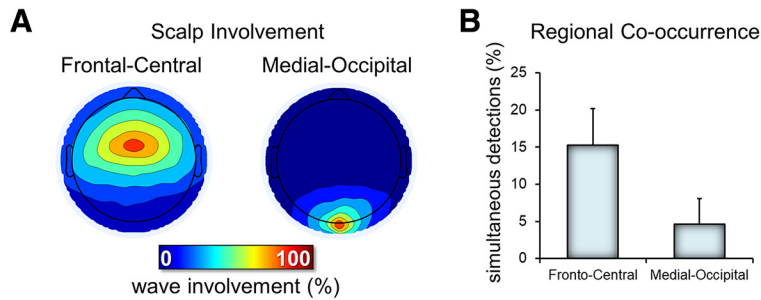 A
Scalp Involvement
Frontal-Central
Medial-Occipital
0
100
wave involvement (%)
B
Regional Co-occurrence
simultaneous detections (%)
25
20
15
10
5
0
Fronto-Central
Medial-Occipital